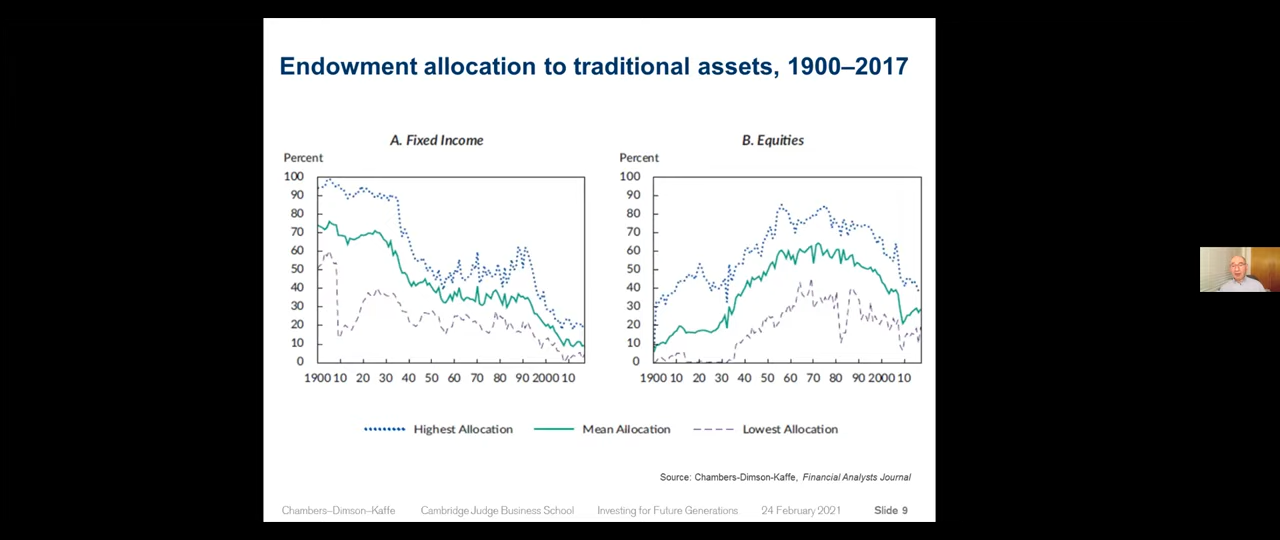 Endowment allocation to traditional assets, 1900–2017
A. Fixed Income
Percent
100
90
80
70
60
50
40
30
20
10
0
1900 10 20 30 40 50 60 70 80 90 2000 10
B. Equities
Percent
100
90
80
70
60
50
40
30
20
10
0
1900 10 20 30 40 50 60 70 80 90 2000 10
Highest Allocation Mean Allocation Lowest Allocation
Source: Chambers-Dimson-Kaffe, Financial Analysts Journal
Chambers–Dimson–Kaffe Cambridge Judge Business School Investing for Future Generations 24 February 2021 Slide 9